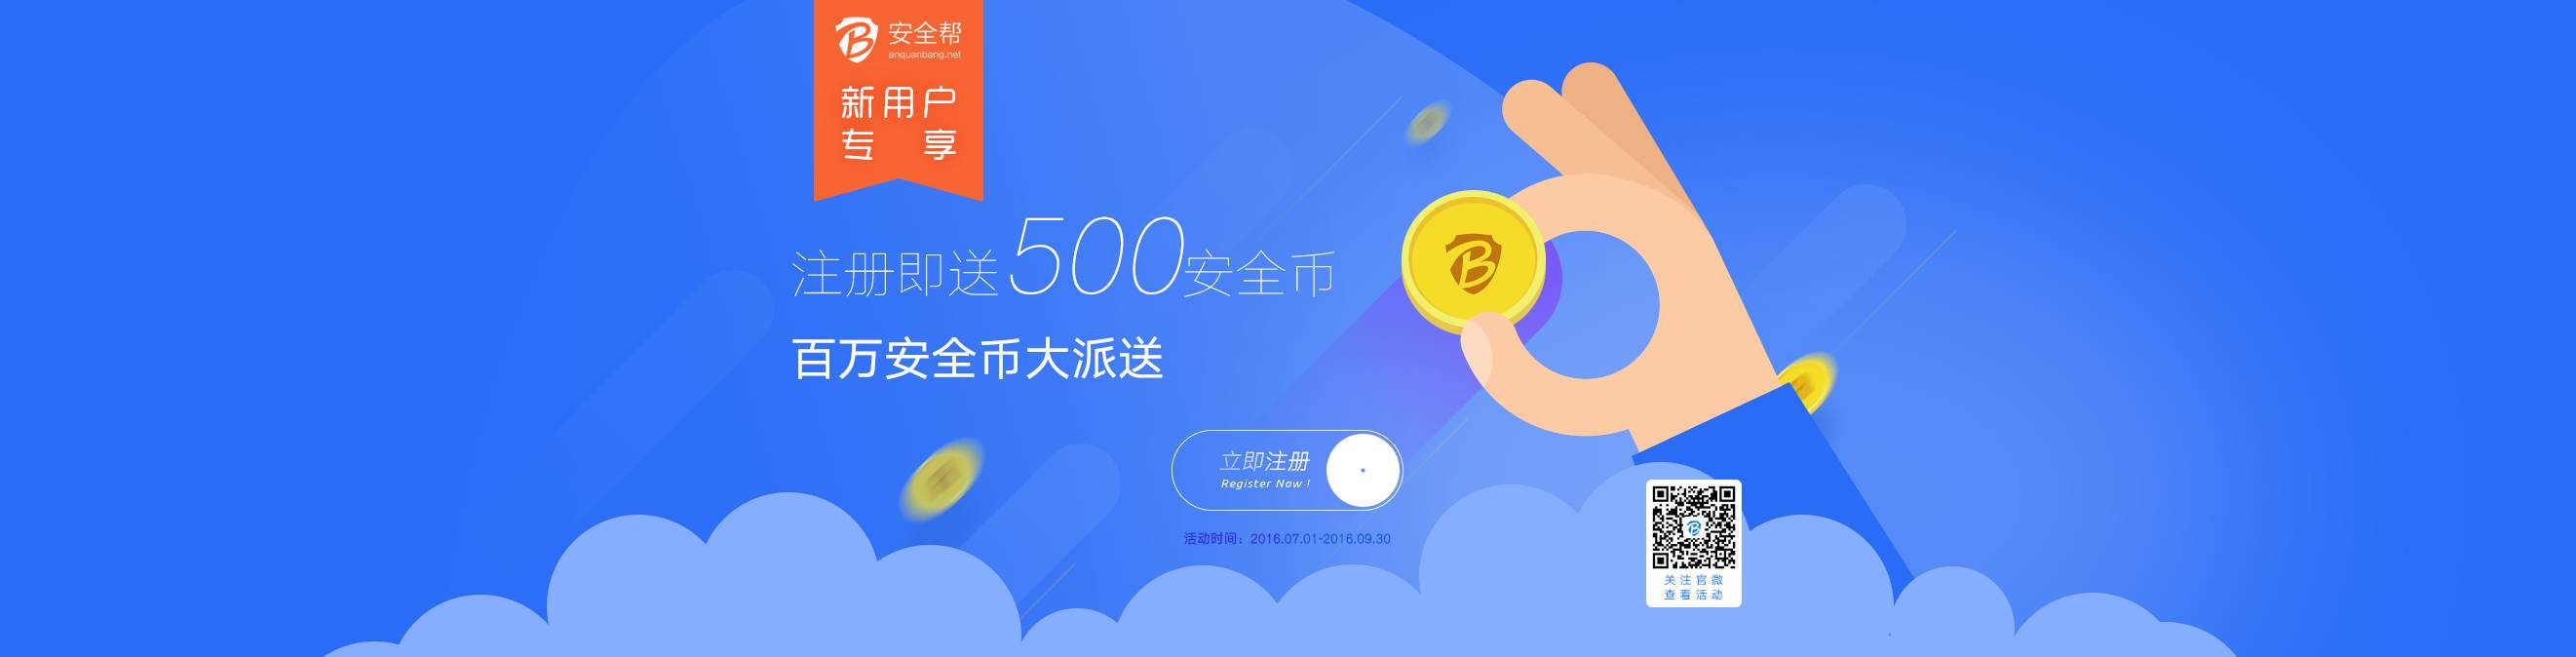 安全帮
anquanbang.net
新用户
专享
注册即送500安全币
百万安全币大派送
立即注册
Register Now !
活动时间：2016.07.01-2016.09.30
关注官微
查看活动